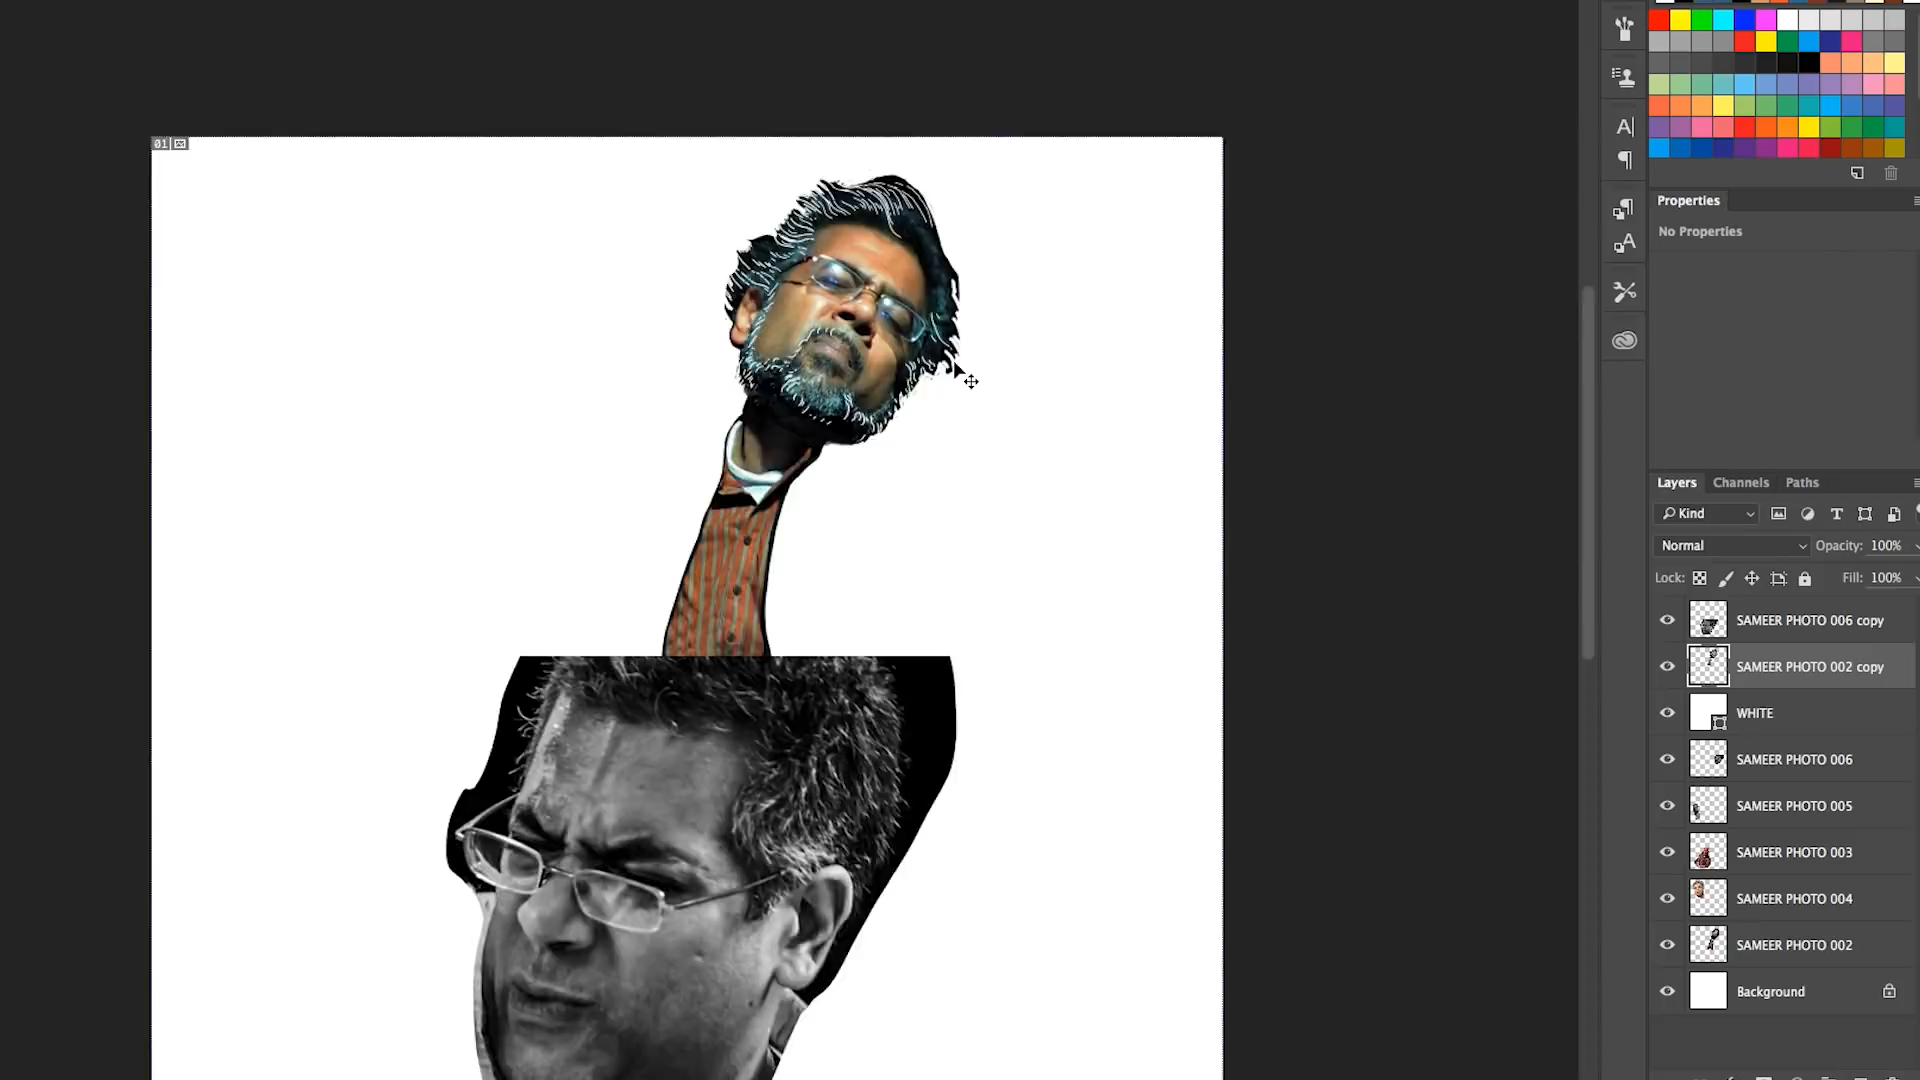 01
Properties
No Properties
Layers Channels Paths
Kind
Normal Opacity: 100%
Lock: Fill: 100%
SAMEER PHOTO 006 copy
SAMEER PHOTO 002 copy
WHITE
SAMEER PHOTO 006
SAMEER PHOTO 005
SAMEER PHOTO 003
SAMEER PHOTO 004
SAMEER PHOTO 002
Background